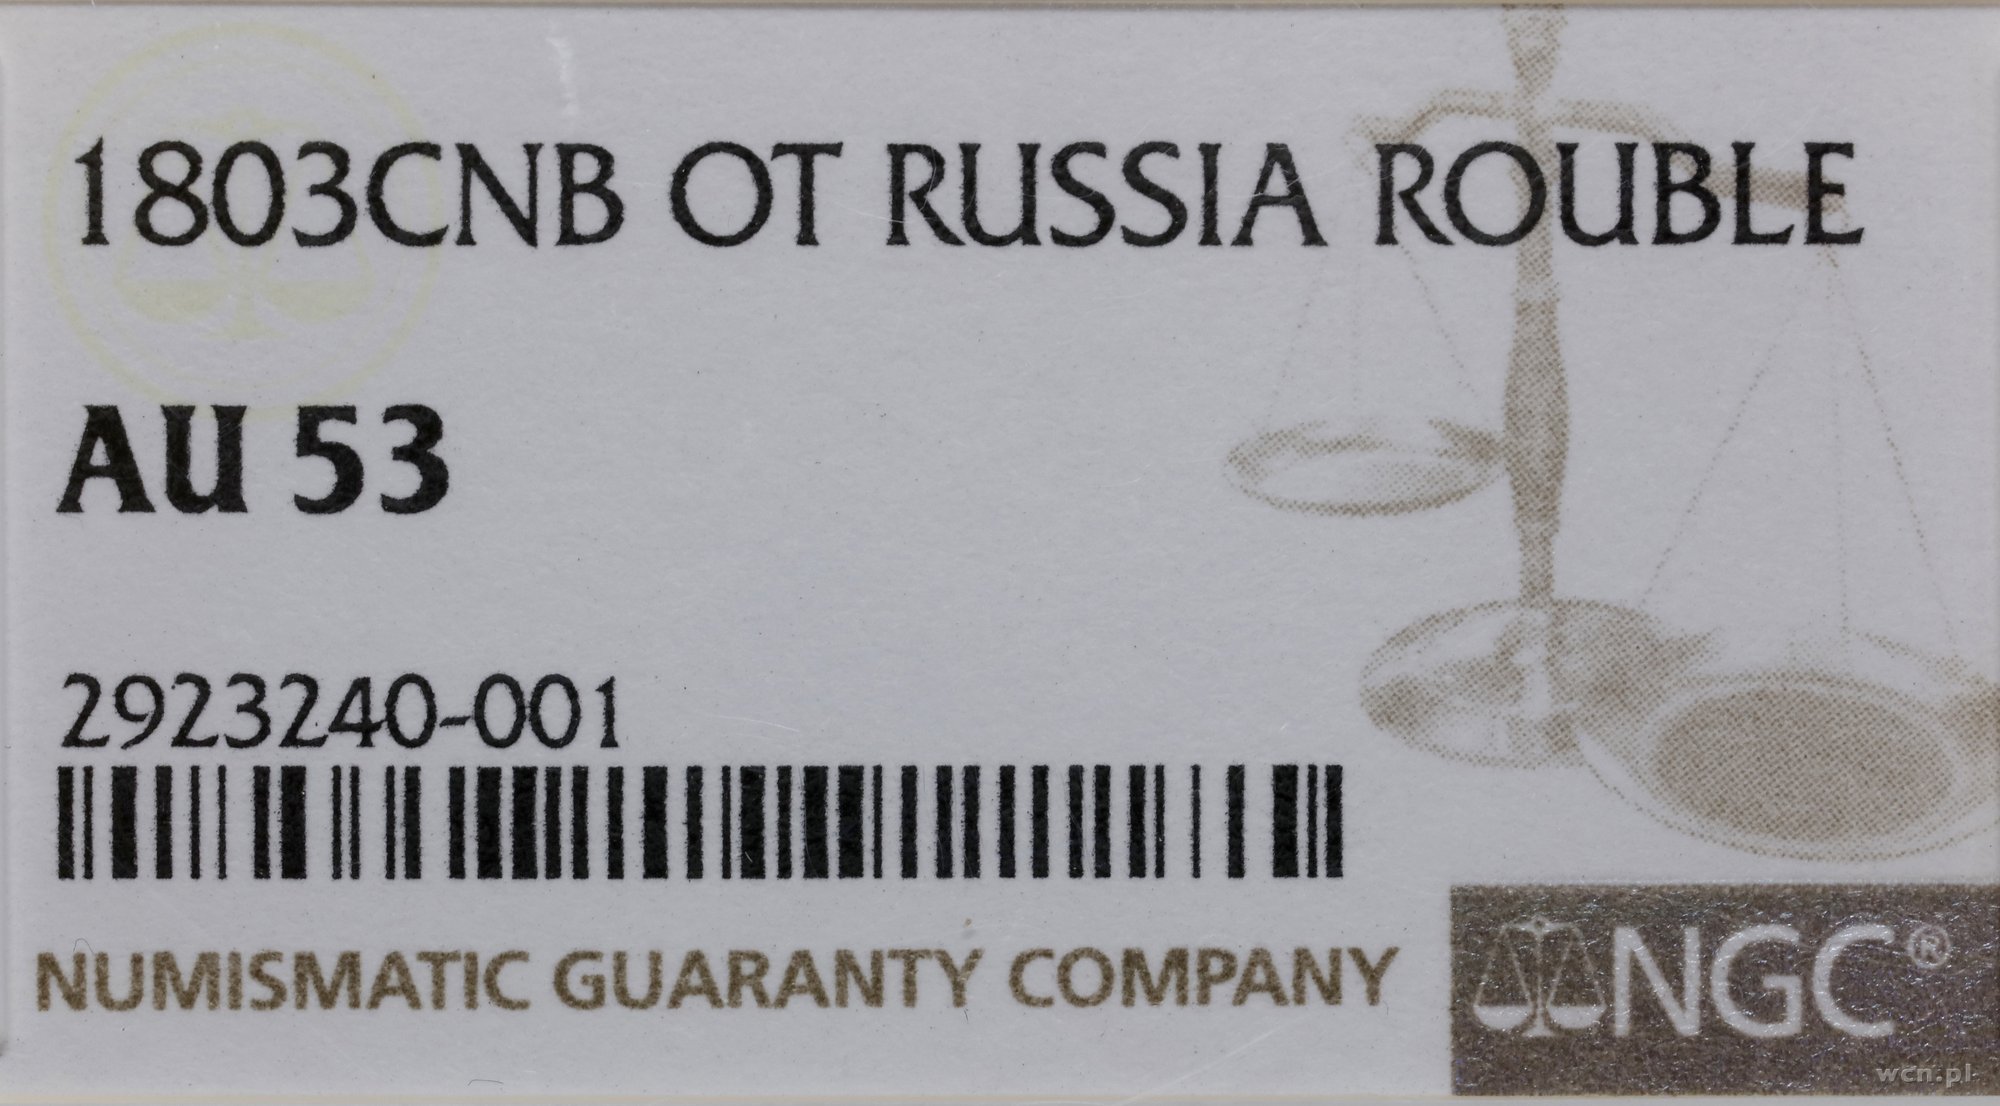 1803CNB OT RUSSIA ROUBLE
AU 53
2923240-001
NUMISMATIC GUARANTY COMPANY
NGC®
wcn.pl